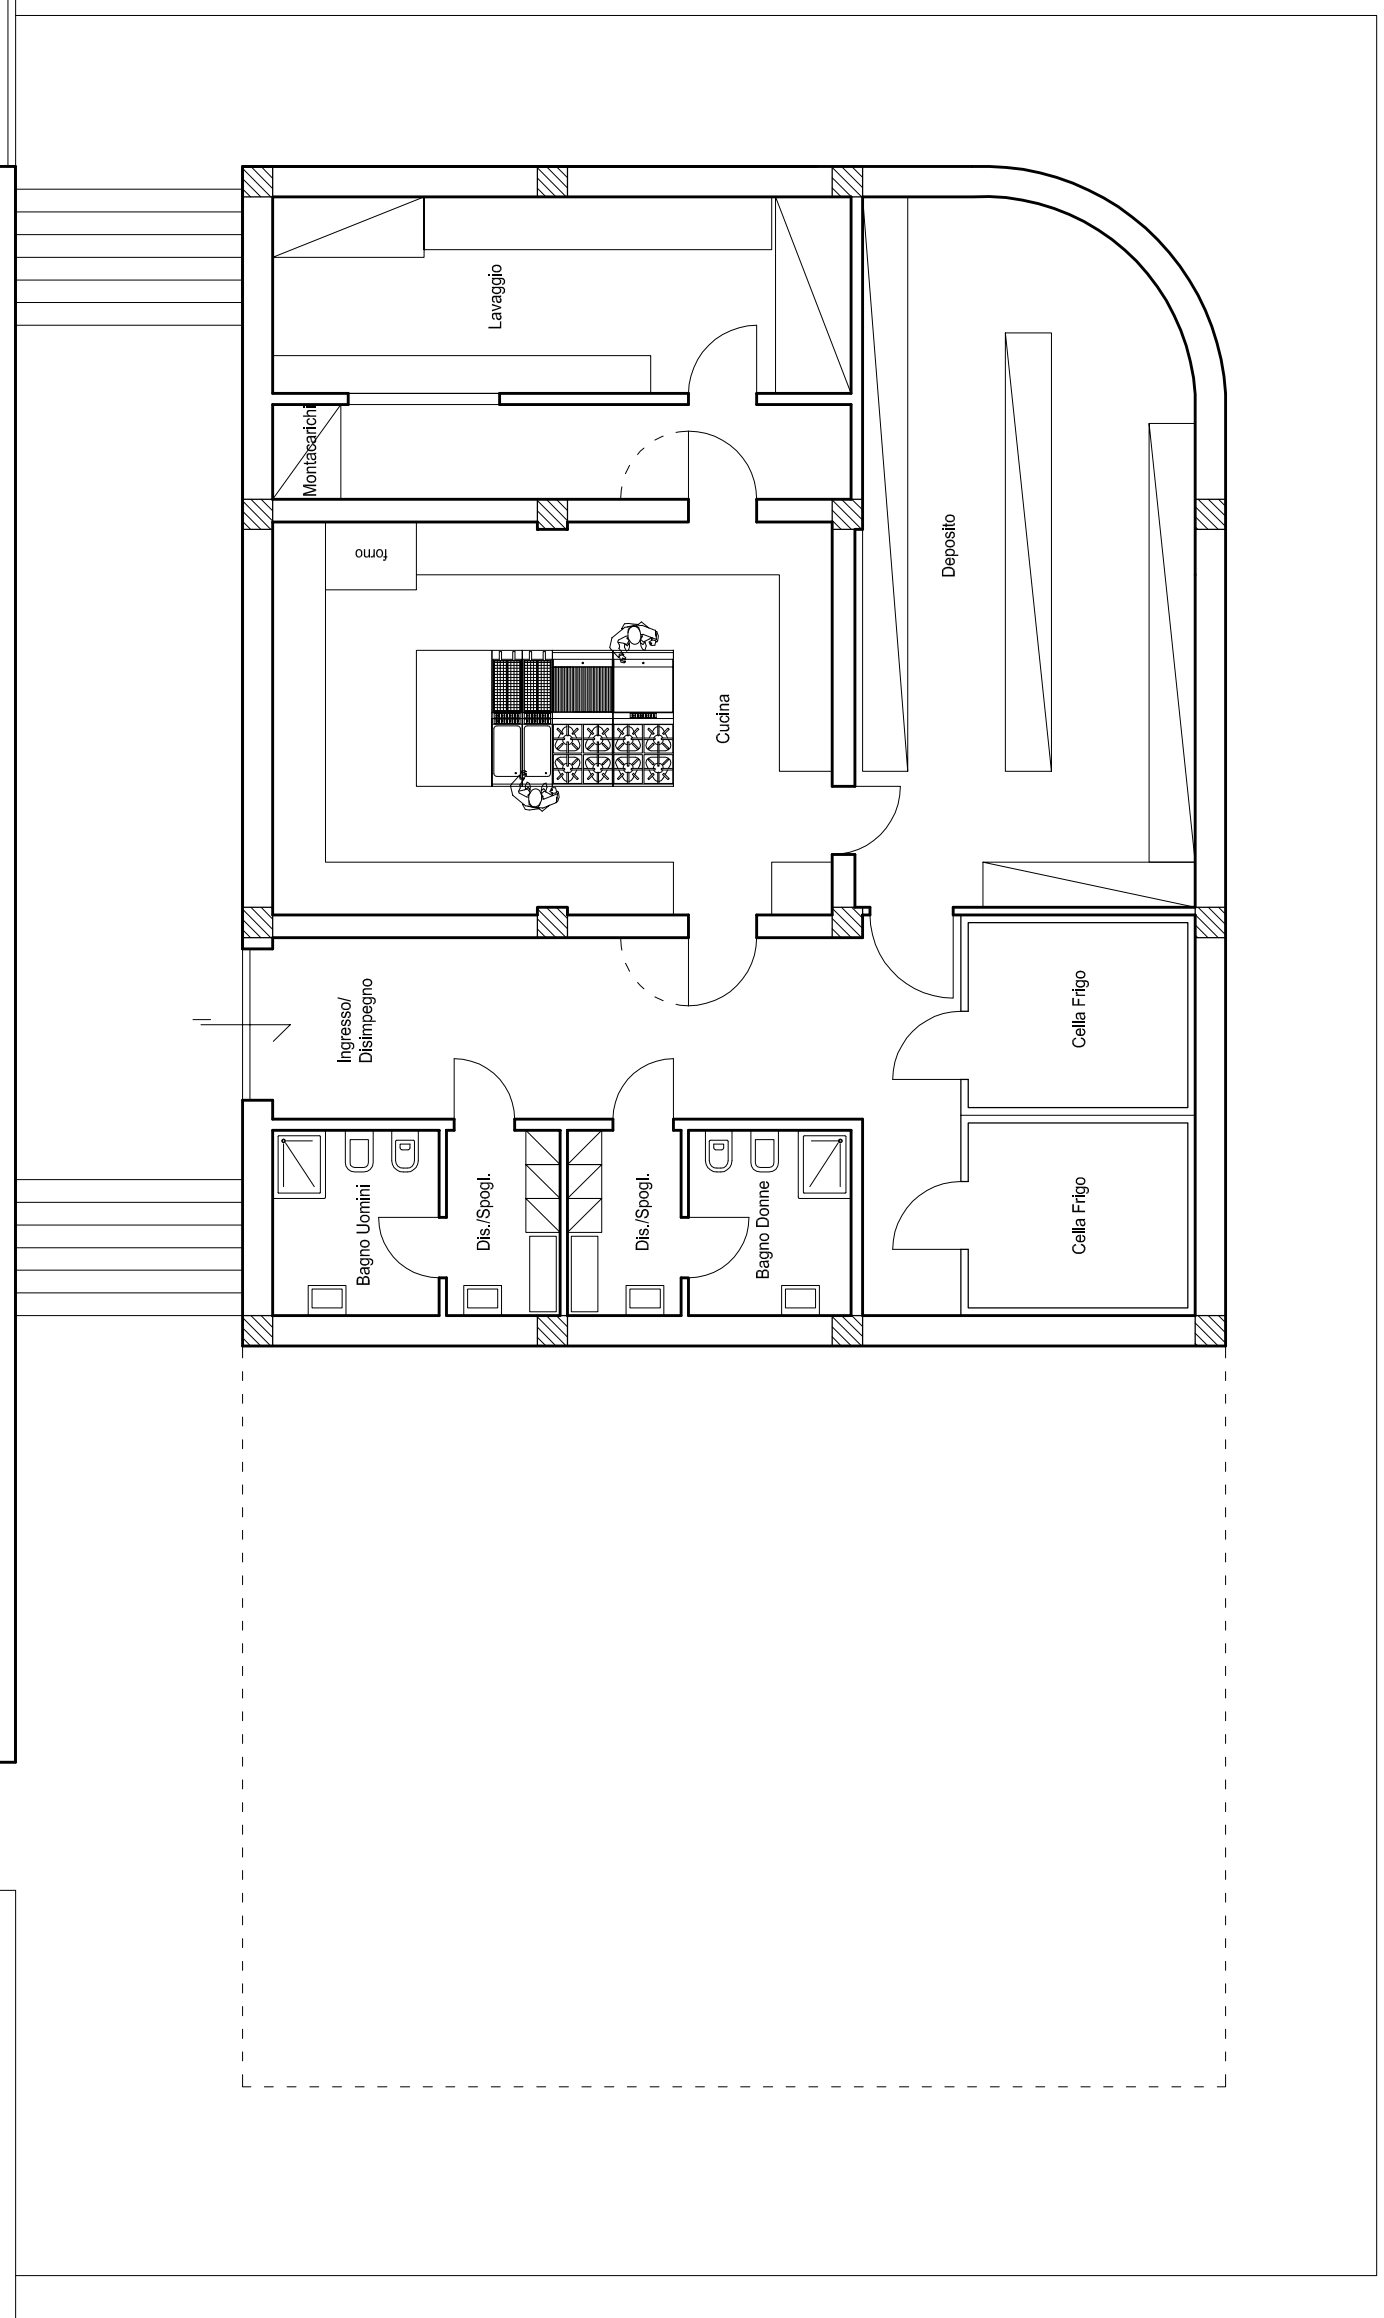 Lavaggio
Montacarichi
forno
Deposito
Cucina
Ingresso/
Disimpegno
Cella Frigo
Cella Frigo
Bagno Uomini
Dis./Spogl.
Dis./Spogl.
Bagno Donne